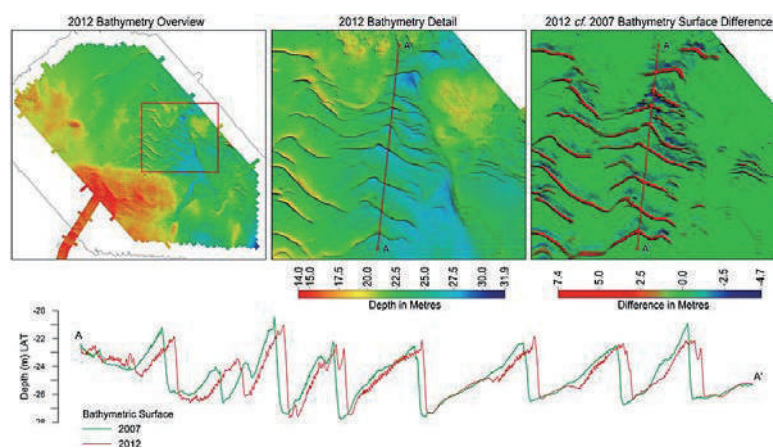 2012 Bathymetry Overview
2012 Bathymetry Detail
2012 cf. 2007 Bathymetry Surface Difference
A'
A'
A
A
14.0 15.0 17.5 20.0 22.5 25.0 27.5 30.0 31.9
Depth in Metres
7.4 5.0 2.5 -0.0 -2.5 -4.7
Difference in Metres
Depth (m) LAT
-20
-22
-24
-26
A
A'
Bathymetric Surface
2007
2012